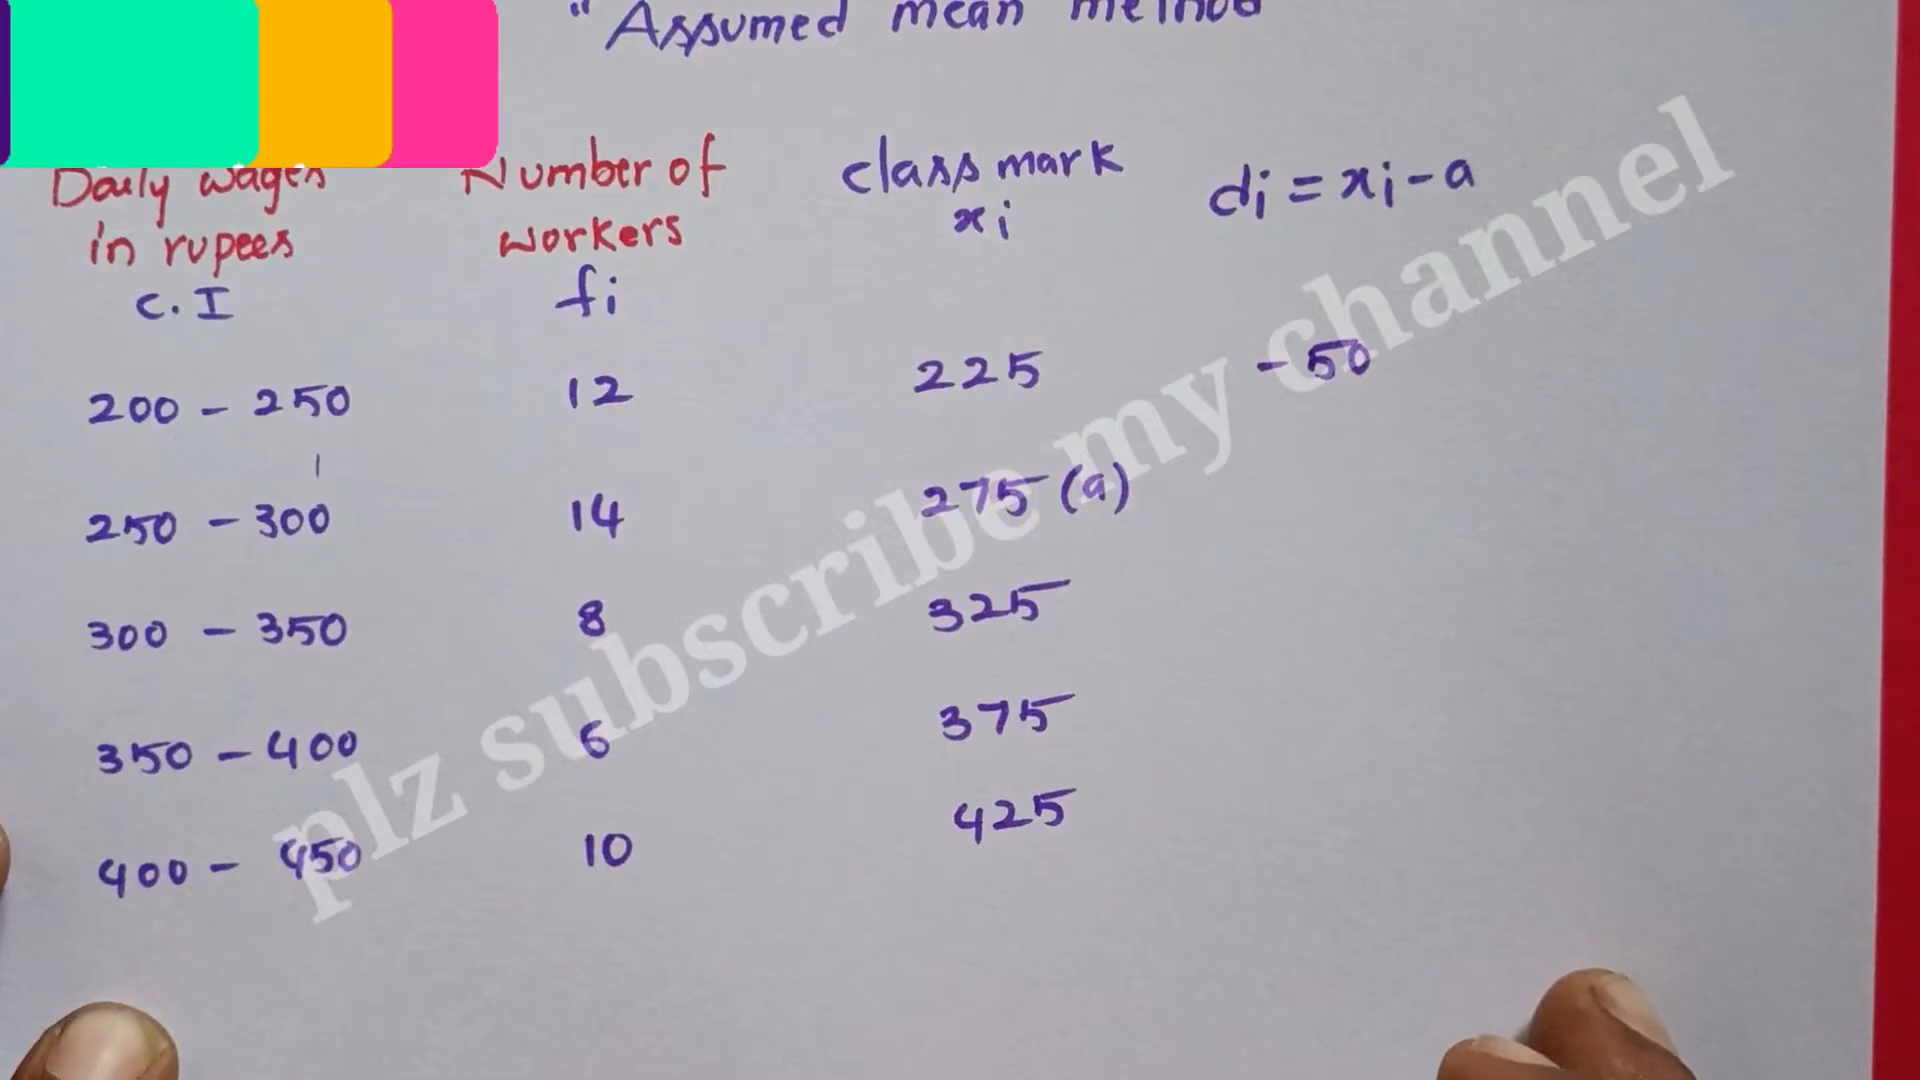 "Assumed mean method
Daily wages in rupees C.I
Number of workers fi
class mark xi
di = xi - a
200 - 250 12 225 - 50
250 - 300 14 275 (a)
300 - 350 8 325
350 - 400 6 375
400 - 450 10 425
plz subscribe my channel